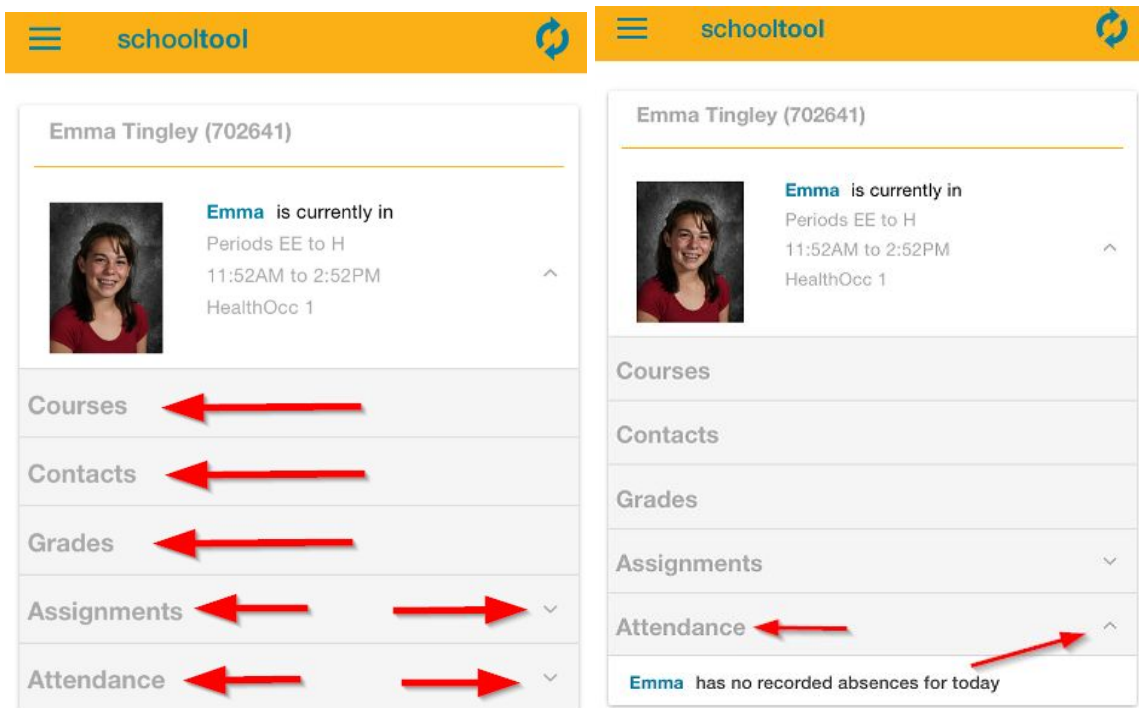 schooltool
Emma Tingley (702641)
Emma is currently in
Periods EE to H
11:52AM to 2:52PM
HealthOcc 1
Courses
Contacts
Grades
Assignments
Attendance
schooltool
Emma Tingley (702641)
Emma is currently in
Periods EE to H
11:52AM to 2:52PM
HealthOcc 1
Courses
Contacts
Grades
Assignments
Attendance
Emma has no recorded absences for today